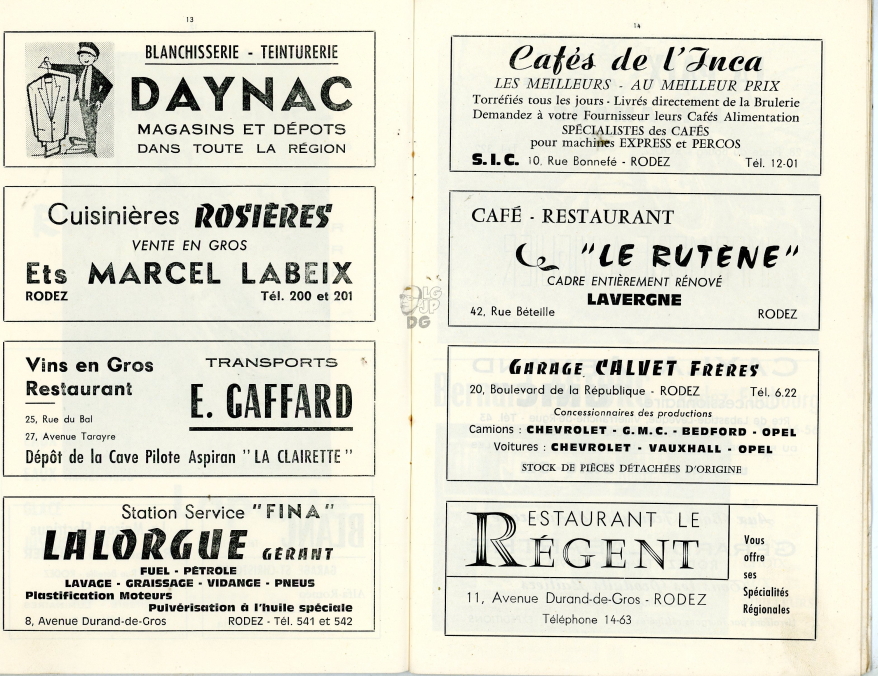 13
BLANCHISSERIE - TEINTURERIE
DAYNAC
MAGASINS ET DÉPOTS
DANS TOUTE LA RÉGION
Cuisinières ROSIÈRES
VENTE EN GROS
Ets MARCEL LABEIX
RODEZ Tél. 200 et 201
Vins en Gros
Restaurant
25, Rue du Bal
27, Avenue Tarayre
TRANSPORTS
E. GAFFARD
Dépôt de la Cave Pilote Aspiran "LA CLAIRETTE"
Station Service "FINA"
LALORGUE GÉRANT
FUEL - PÉTROLE
LAVAGE - GRAISSAGE - VIDANGE - PNEUS
Plastification Moteurs
Pulvérisation à l'huile spéciale
8, Avenue Durand-de-Gros RODEZ - Tél. 541 et 542
14
Cafés de l'Inca
LES MEILLEURS - AU MEILLEUR PRIX
Torréfiés tous les jours - Livrés directement de la Brulerie
Demandez à votre Fournisseur leurs Cafés Alimentation
SPÉCIALISTES des CAFÉS
pour machines EXPRESS et PERCOS
S.I.C. 10, Rue Bonnefé - RODEZ Tél. 12-01
CAFÉ - RESTAURANT
"LE RUTÈNE"
CADRE ENTIÈREMENT RÉNOVÉ
LAVERGNE
42, Rue Béteille RODEZ
GARAGE CALVET FRÈRES
20, Boulevard de la République - RODEZ Tél. 6.22
Concessionnaires des productions
Camions : CHEVROLET - G.M.C. - BEDFORD - OPEL
Voitures : CHEVROLET - VAUXHALL - OPEL
STOCK DE PIÈCES DÉTACHÉES D'ORIGINE
RESTAURANT LE
RÉGENT
11, Avenue Durand-de-Gros - RODEZ
Téléphone 14-63
Vous
offre
ses
Spécialités
Régionales
LG
JP
DG